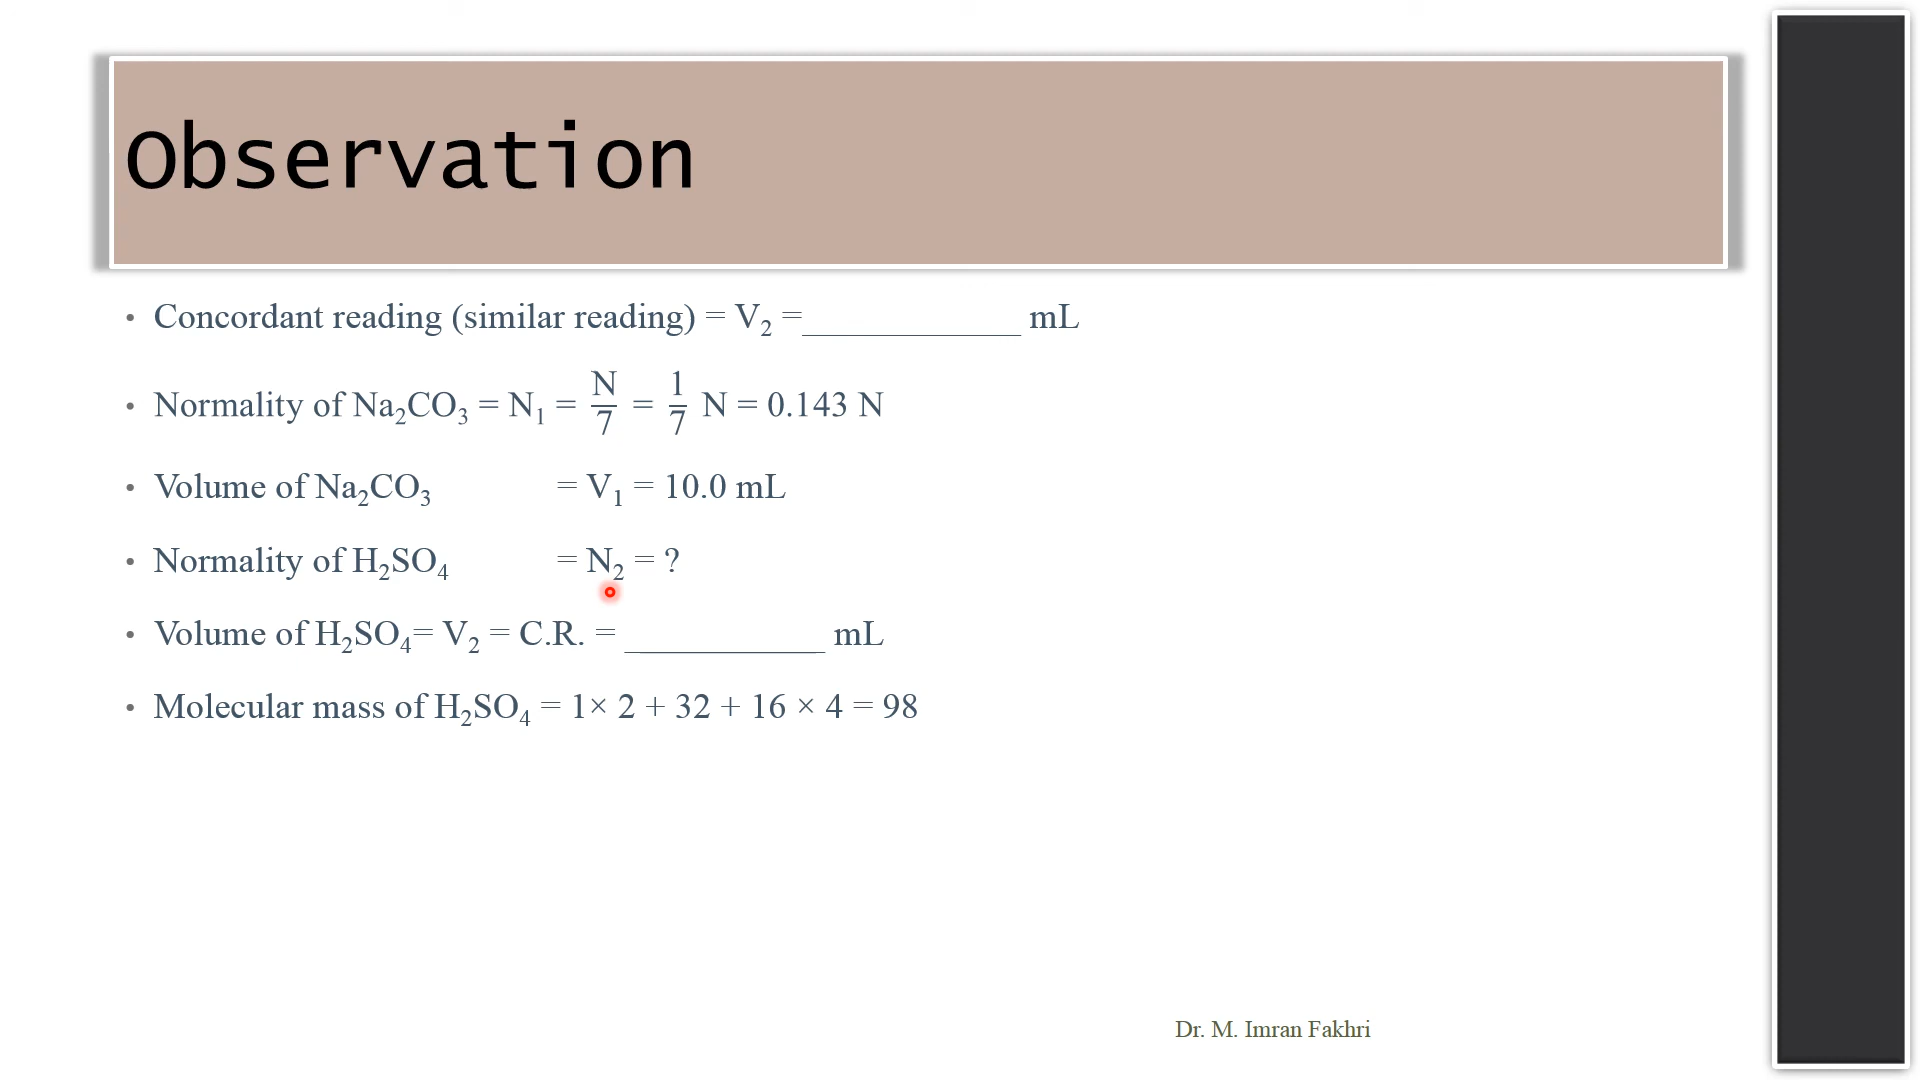 Observation
• Concordant reading (similar reading) = V₂ =____________ mL
• Normality of Na₂CO₃ = N₁ = N/7 = 1/7 N = 0.143 N
• Volume of Na₂CO₃ = V₁ = 10.0 mL
• Normality of H₂SO₄ = N₂ = ?
• Volume of H₂SO₄= V₂ = C.R. = ___________ mL
• Molecular mass of H₂SO₄ = 1× 2 + 32 + 16 × 4 = 98
Dr. M. Imran Fakhri